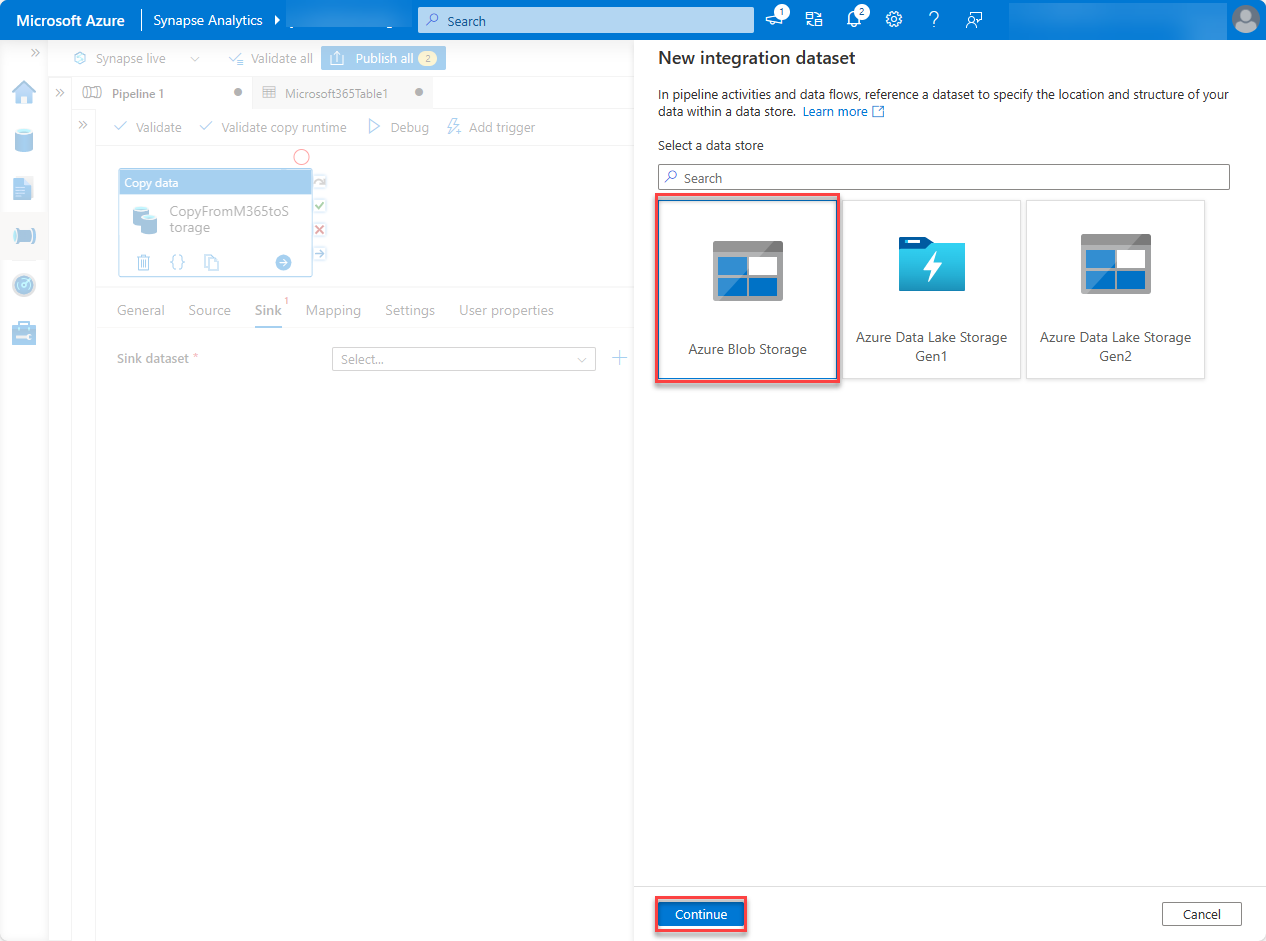 Microsoft Azure
Synapse Analytics
Search
1
2
Synapse live
Validate all
Publish all 2
Pipeline 1
Microsoft365Table1
Validate
Validate copy runtime
Debug
Add trigger
Copy data
CopyFromM365toS
torage
General
Source
Sink 1
Mapping
Settings
User properties
Sink dataset *
Select...
New integration dataset
In pipeline activities and data flows, reference a dataset to specify the location and structure of your
data within a data store. Learn more
Select a data store
Search
Azure Blob Storage
Azure Data Lake Storage
Gen1
Azure Data Lake Storage
Gen2
Continue
Cancel